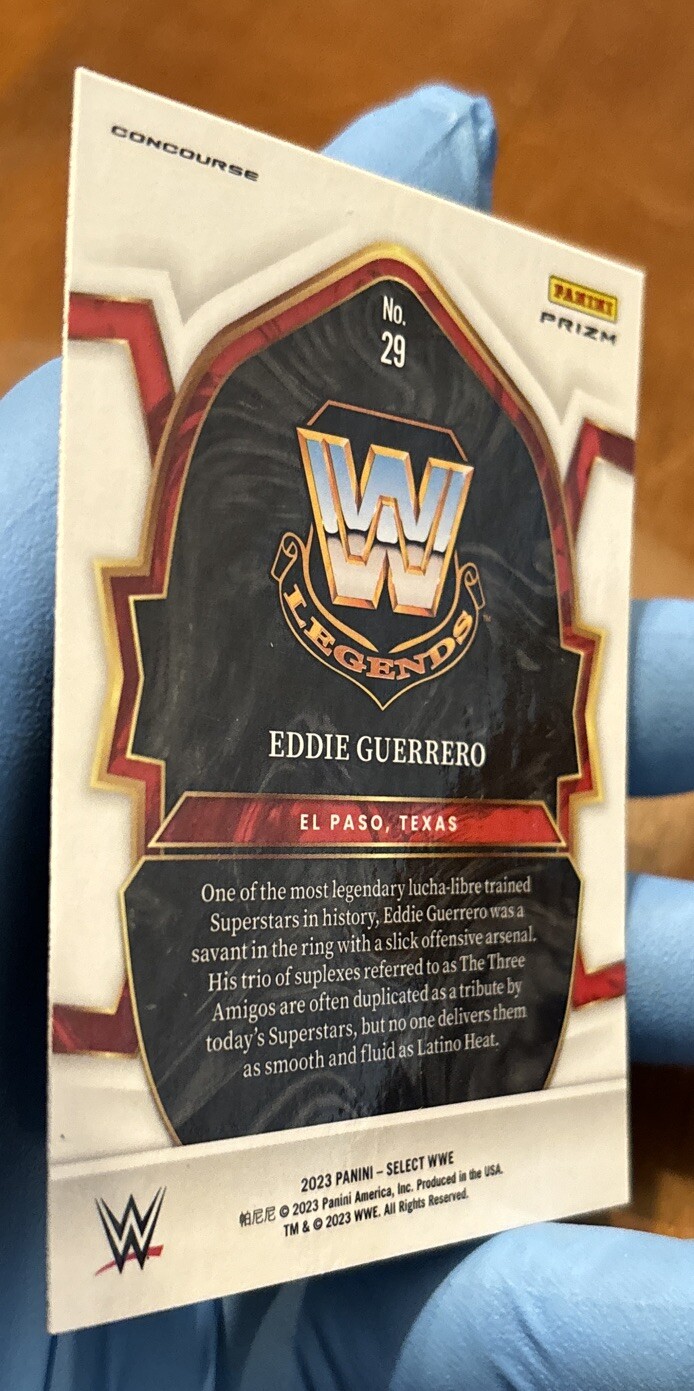 CONCOURSE
PANINI
PRIZM
No.
29
W
LEGENDS
™
EDDIE GUERRERO
EL PASO, TEXAS
One of the most legendary lucha-libre trained
Superstars in history, Eddie Guerrero was a
savant in the ring with a slick offensive arsenal.
His trio of suplexes referred to as The Three
Amigos are often duplicated as a tribute by
today's Superstars, but no one delivers them
as smooth and fluid as Latino Heat.
2023 PANINI – SELECT WWE
帕尼尼 © 2023 Panini America, Inc. Produced in the USA.
TM & © 2023 WWE. All Rights Reserved.
W